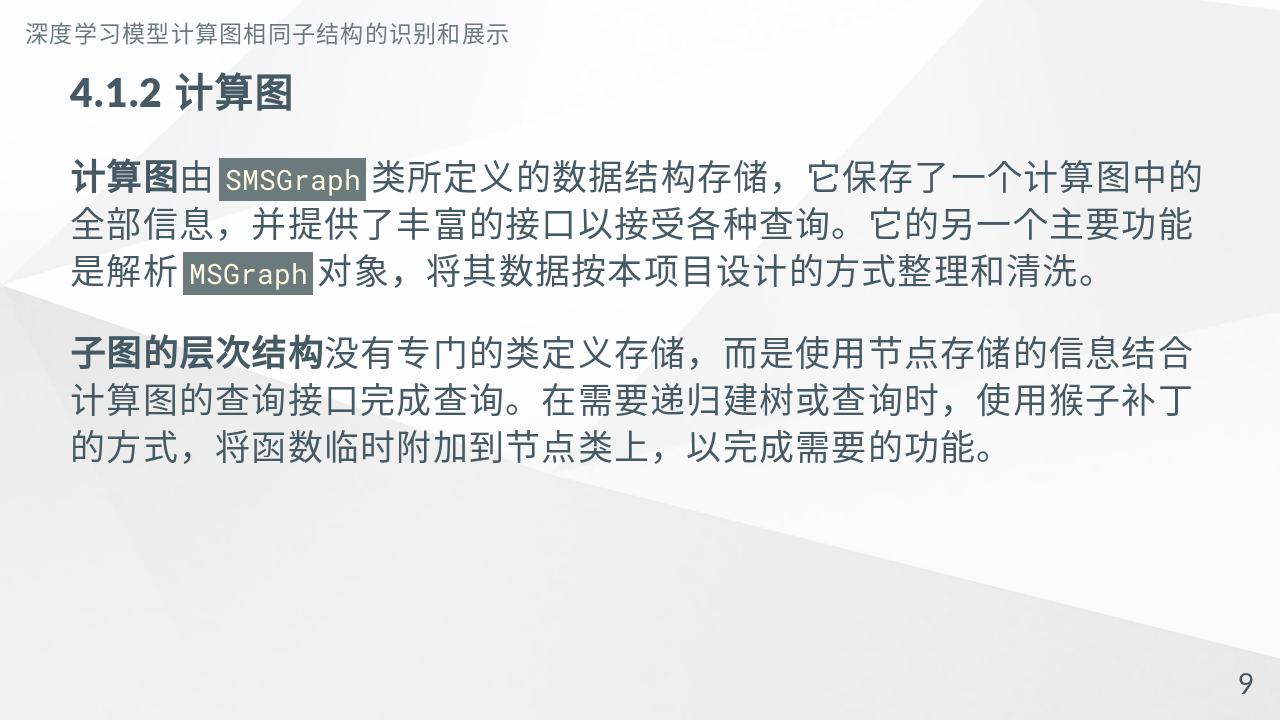 深度学习模型计算图相同子结构的识别和展示
4.1.2 计算图
计算图由 SMSGraph 类所定义的数据结构存储，它保存了一个计算图中的
全部信息，并提供了丰富的接口以接受各种查询。它的另一个主要功能
是解析 MSGraph 对象，将其数据按本项目设计的方式整理和清洗。
子图的层次结构没有专门的类定义存储，而是使用节点存储的信息结合
计算图的查询接口完成查询。在需要递归建树或查询时，使用猴子补丁
的方式，将函数临时附加到节点类上，以完成需要的功能。
9